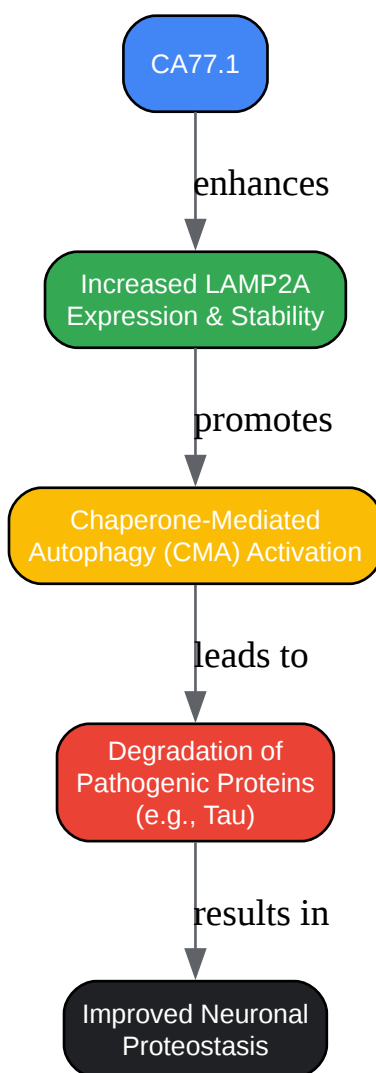 CA77.1
enhances
Increased LAMP2A
Expression & Stability
promotes
Chaperone-Mediated
Autophagy (CMA) Activation
leads to
Degradation of
Pathogenic Proteins
(e.g., Tau)
results in
Improved Neuronal
Proteostasis